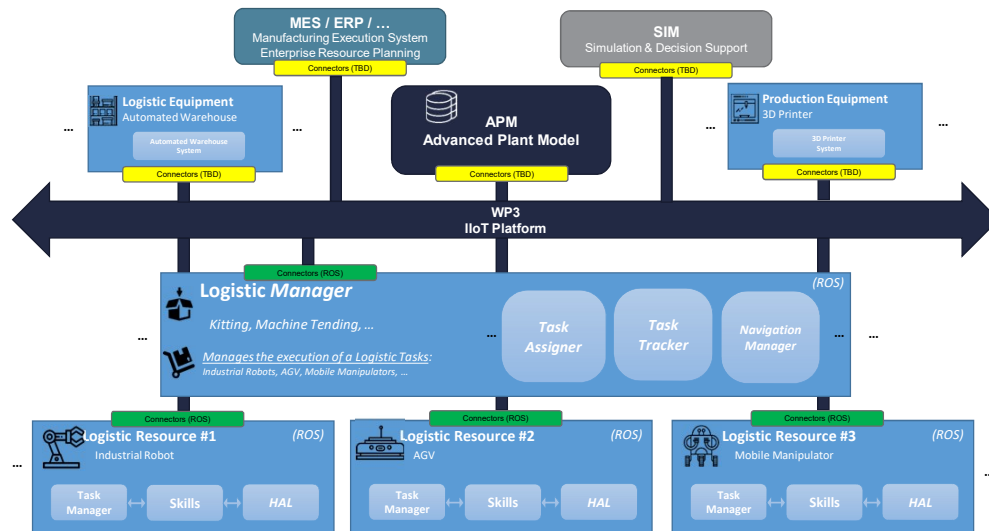 MES / ERP / …
Manufacturing Execution System
Enterprise Resource Planning
Connectors (TBD)
SIM
Simulation & Decision Support
Connectors (TBD)
Logistic Equipment
Automated Warehouse
Automated Warehouse
System
Connectors (TBD)
...
...
APM
Advanced Plant Model
Connectors (TBD)
Production Equipment
3D Printer
3D Printer
System
Connectors (TBD)
...
...
WP3
IIoT Platform
Connectors (ROS)
Logistic Manager
(ROS)
Kitting, Machine Tending, …
Manages the execution of a Logistic Tasks:
Industrial Robots, AGV, Mobile Manipulators, …
...
...
Task
Assigner
Task
Tracker
Navigation
Manager
...
...
Connectors (ROS)
Logistic Resource #1
(ROS)
Industrial Robot
Task
Manager
Skills
HAL
...
Connectors (ROS)
Logistic Resource #2
(ROS)
AGV
Task
Manager
Skills
HAL
Connectors (ROS)
Logistic Resource #3
(ROS)
Mobile Manipulator
Task
Manager
Skills
HAL
...